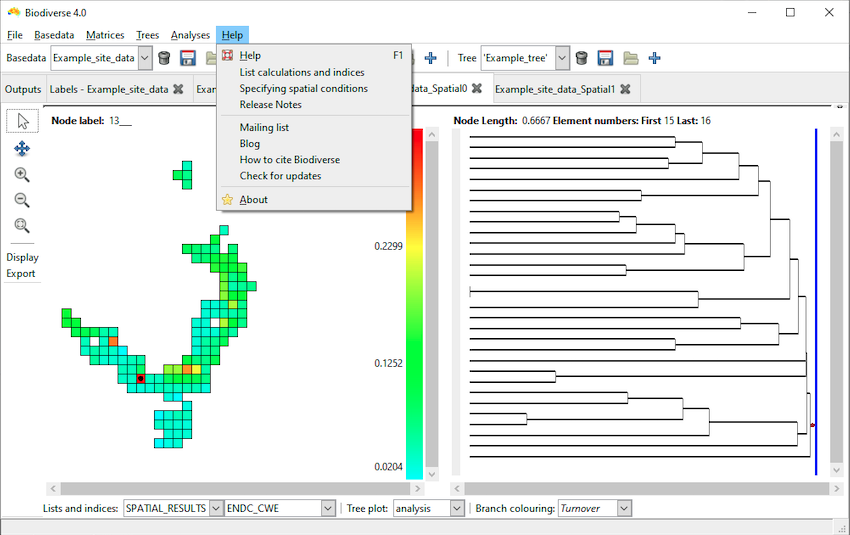 Biodiverse 4.0
File Basedata Matrices Trees Analyses Help
Basedata Example_site_data Tree 'Example_tree'
Help F1
List calculations and indices
Specifying spatial conditions
Release Notes
Mailing list
Blog
How to cite Biodiverse
Check for updates
About
Outputs Labels - Example_site_data Exam data_Spatial0 Example_site_data_Spatial1
Node label: 13___
Node Length: 0.6667 Element numbers: First 15 Last: 16
0.2299
0.1252
0.0204
Display
Export
Lists and indices: SPATIAL_RESULTS ENDC_CWE Tree plot: analysis Branch colouring: Turnover